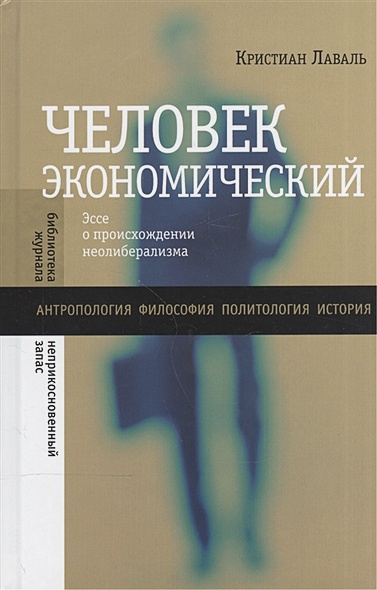 Кристиан Лаваль
ЧЕЛОВЕК
ЭКОНОМИЧЕСКИЙ
Эссе
о происхождении
неолиберализма
библиотека
журнала
АНТРОПОЛОГИЯ ФИЛОСОФИЯ ПОЛИТОЛОГИЯ ИСТОРИЯ
неприкосновенный
запас